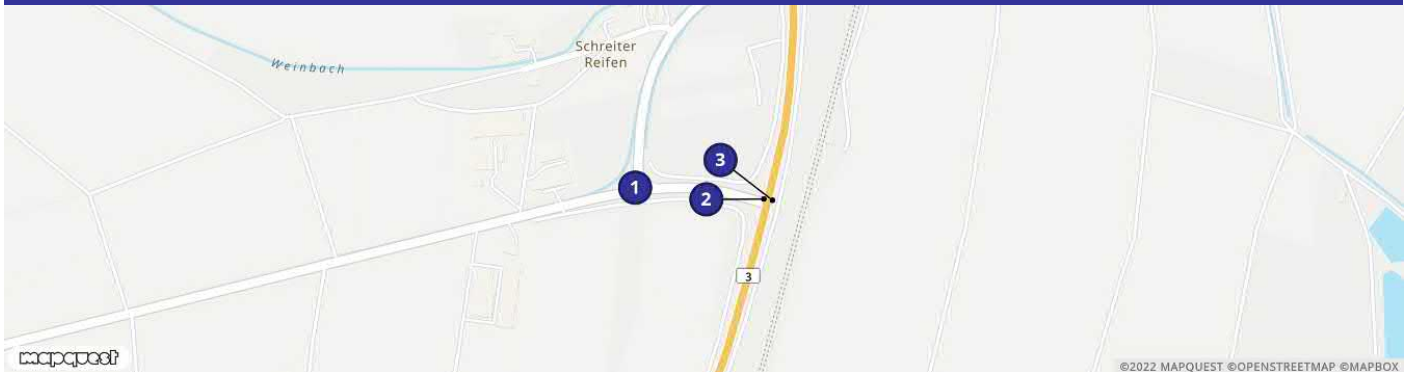 Weinbach
Schreiter
Reifen
3
1
2
3
mapquest
©2022 MAPQUEST ©OPENSTREETMAP ©MAPBOX